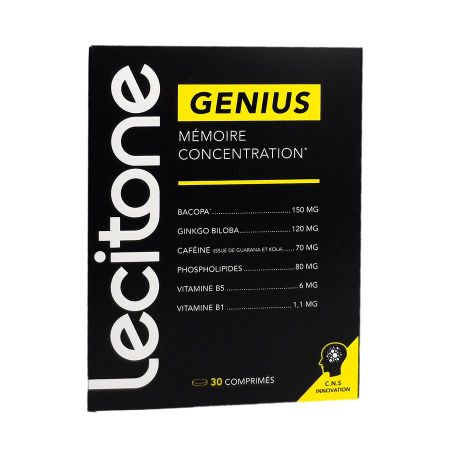 Lecitone
GENIUS
MÉMOIRE
CONCENTRATION*
BACOPA*..................150 MG
GINKGO BILOBA..............120 MG
CAFÉINE (ISSUE DE GUARANA ET KOLA).....70 MG
PHOSPHOLIPIDES..............80 MG
VITAMINE B5..................6 MG
VITAMINE B1..................1,1 MG
30 COMPRIMÉS
C.N.S
INNOVATION